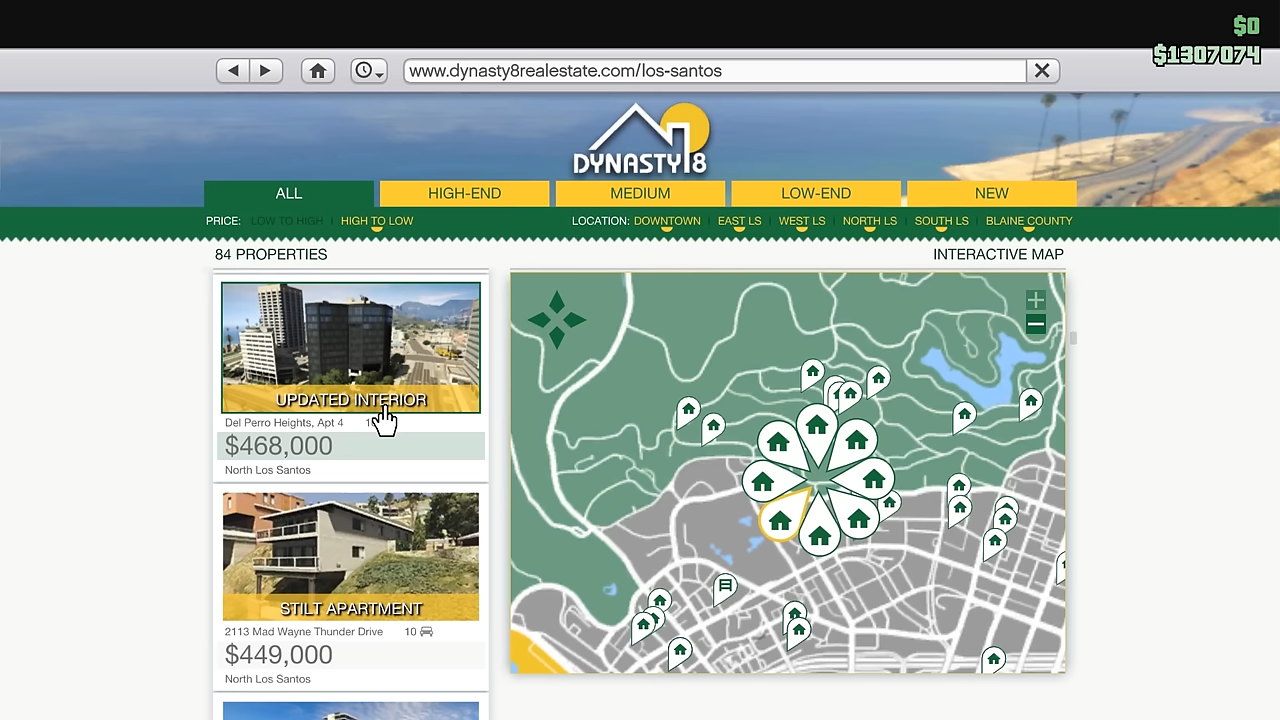 $0
$1307074
www.dynasty8realestate.com/los-santos
DYNASTY 8
ALL HIGH-END MEDIUM LOW-END NEW
PRICE: LOW TO HIGH HIGH TO LOW LOCATION: DOWNTOWN EAST LS WEST LS NORTH LS SOUTH LS BLAINE COUNTY
84 PROPERTIES INTERACTIVE MAP
UPDATED INTERIOR
Del Perro Heights, Apt 4
$468,000
North Los Santos
STILT APARTMENT
2113 Mad Wayne Thunder Drive 10
$449,000
North Los Santos